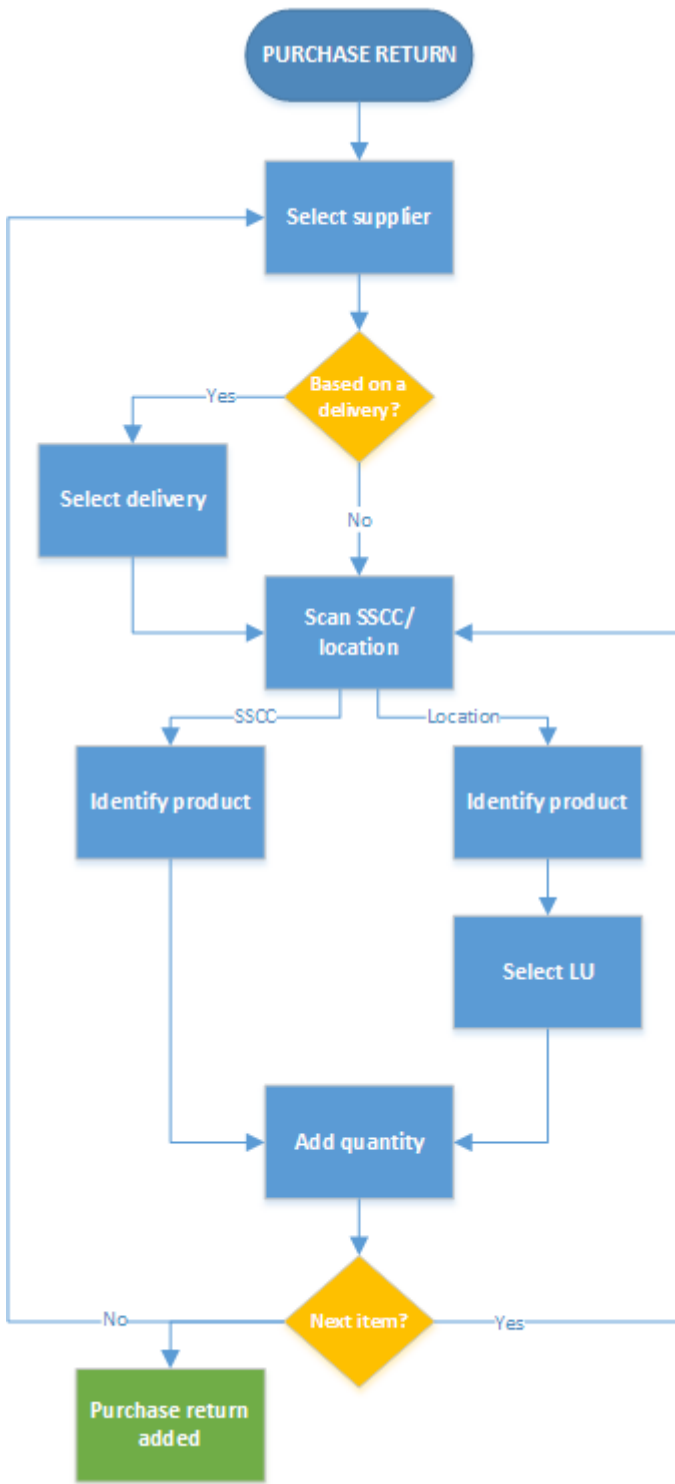 PURCHASE RETURN
Select supplier
Based on a
delivery?
Yes
Select delivery
No
Scan SSCC/
location
SSCC
Location
Identify product
Identify product
Select LU
Add quantity
Next item?
No
Yes
Purchase return
added